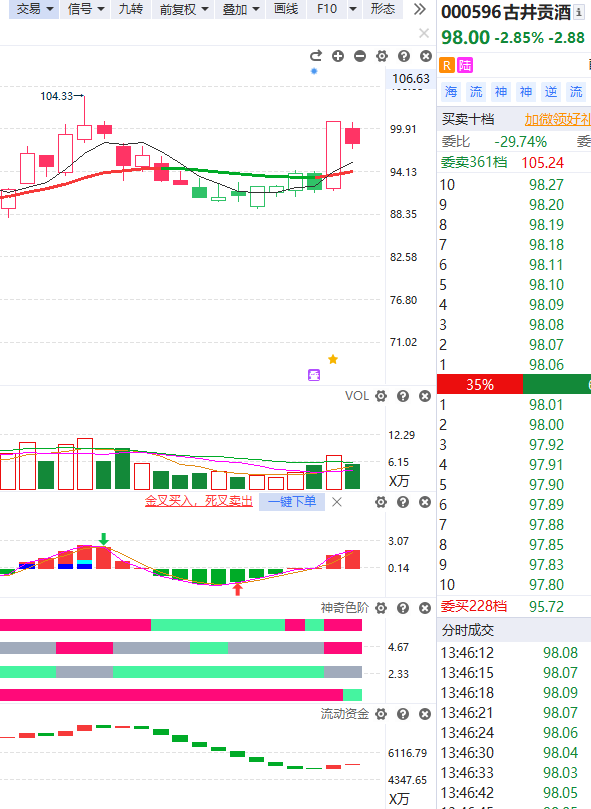 交易 信号 九转 前复权 叠加 画线 F10 形态
000596古井贡酒
98.00 -2.85% -2.88
R 陆
海 流 神 神 逆 流
买卖十档 加微领好礼
委比 -29.74%
委卖361档 105.24
10 98.27
9 98.20
8 98.19
7 98.18
6 98.11
5 98.10
4 98.09
3 98.08
2 98.07
1 98.06
35%
1 98.01
2 98.00
3 97.92
4 97.91
5 97.90
6 97.89
7 97.88
8 97.85
9 97.83
10 97.80
委买228档 95.72
分时成交
13:46:12 98.08
13:46:15 98.07
13:46:18 98.09
13:46:21 98.07
13:46:24 98.06
13:46:30 98.04
13:46:33 98.03
13:46:42 98.05
104.33
106.63
99.91
94.13
88.35
82.58
76.80
71.02
VOL
12.29
6.15
X万
金叉买入，死叉卖出 一键下单
3.07
0.14
神奇色阶
4.67
2.33
流动资金
6116.79
4347.65
X万